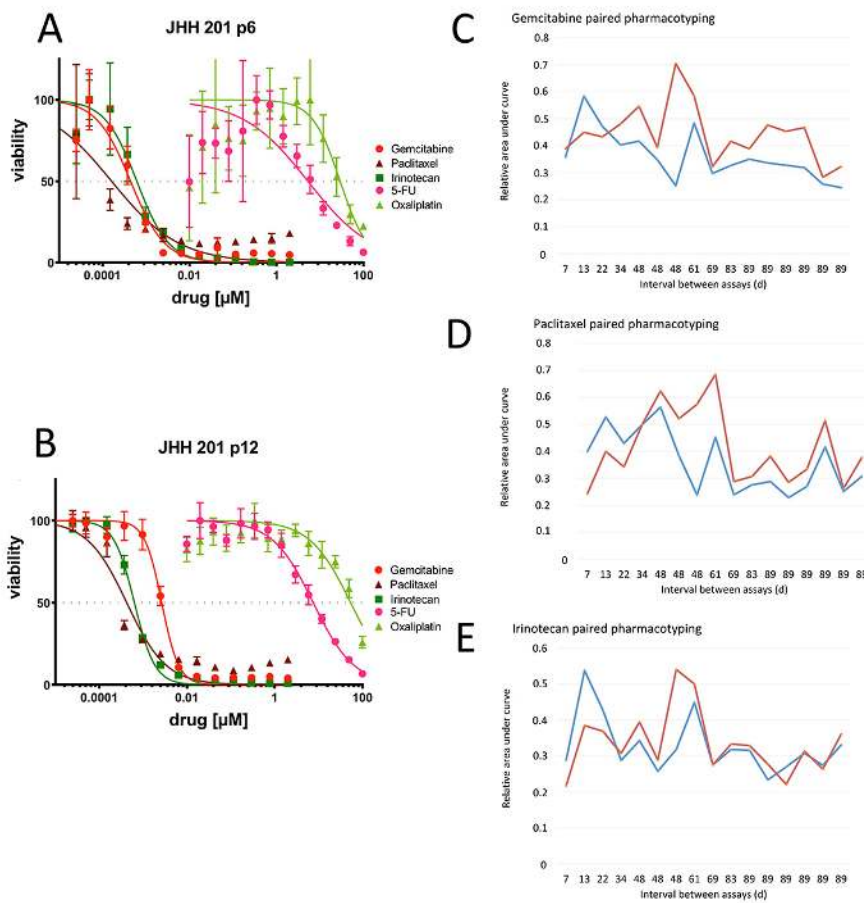 A
JHH 201 p6
100
50
0
viability
0.0001
0.01
1
100
drug [µM]
Gemcitabine
Paclitaxel
Irinotecan
5-FU
Oxaliplatin
B
JHH 201 p12
100
50
0
viability
0.0001
0.01
1
100
drug [µM]
Gemcitabine
Paclitaxel
Irinotecan
5-FU
Oxaliplatin
C
Gemcitabine paired pharmacotyping
0.8
0.7
0.6
0.5
0.4
0.3
0.2
0.1
0
Relative area under curve
7 13 22 34 48 48 48 61 69 83 89 89 89 89 89
Interval between assays (d)
D
Paclitaxel paired pharmacotyping
0.8
0.7
0.6
0.5
0.4
0.3
0.2
0.1
0
Relative area under curve
7 13 22 34 48 48 48 61 69 83 89 89 89 89 89 89
Interval between assays (d)
E
Irinotecan paired pharmacotyping
0.6
0.5
0.4
0.3
0.2
0.1
0
Relative area under curve
7 13 22 34 48 48 48 61 69 83 89 89 89 89 89
Interval between assays (d)